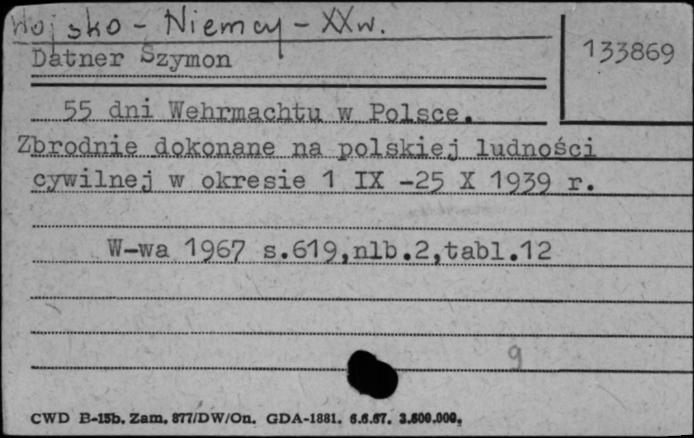 Wojsko - Niemcy - XX w.
133869
Datner Szymon
55 dni Wehrmachtu w Polsce.
Zbrodnie dokonane na polskiej ludności
cywilnej w okresie 1 IX -25 X 1939 r.
W-wa 1967 s.619,nlb.2,tabl.12
9
CWD B-15b. Zam. 877/DW/On. GDA-1881. 6.6.67. 3.500.000,